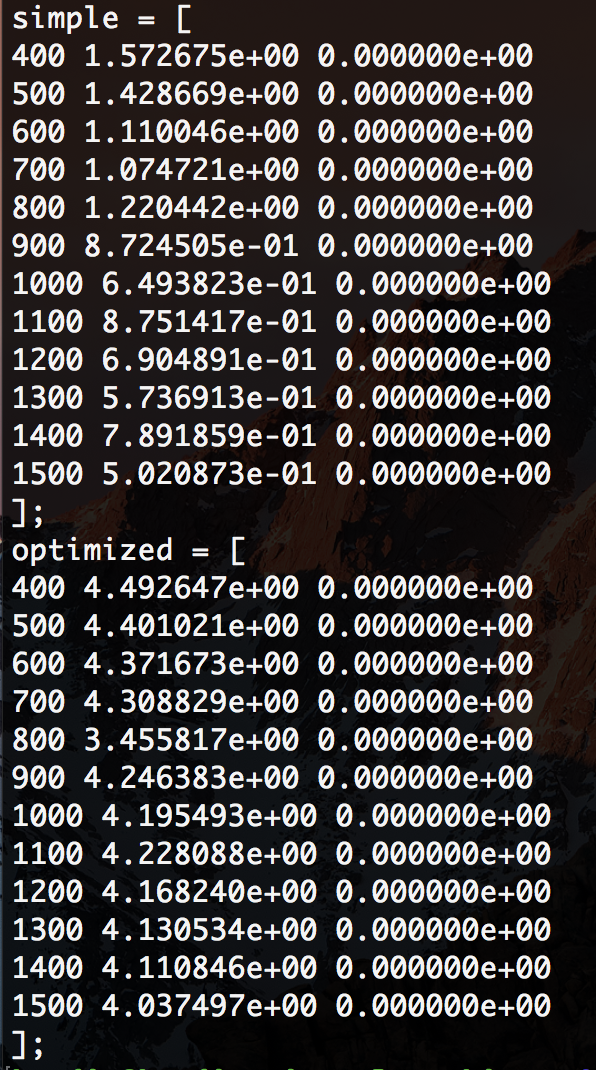 simple = [
400 1.572675e+00 0.000000e+00
500 1.428669e+00 0.000000e+00
600 1.110046e+00 0.000000e+00
700 1.074721e+00 0.000000e+00
800 1.220442e+00 0.000000e+00
900 8.724505e-01 0.000000e+00
1000 6.493823e-01 0.000000e+00
1100 8.751417e-01 0.000000e+00
1200 6.904891e-01 0.000000e+00
1300 5.736913e-01 0.000000e+00
1400 7.891859e-01 0.000000e+00
1500 5.020873e-01 0.000000e+00
];
optimized = [
400 4.492647e+00 0.000000e+00
500 4.401021e+00 0.000000e+00
600 4.371673e+00 0.000000e+00
700 4.308829e+00 0.000000e+00
800 3.455817e+00 0.000000e+00
900 4.246383e+00 0.000000e+00
1000 4.195493e+00 0.000000e+00
1100 4.228088e+00 0.000000e+00
1200 4.168240e+00 0.000000e+00
1300 4.130534e+00 0.000000e+00
1400 4.110846e+00 0.000000e+00
1500 4.037497e+00 0.000000e+00
];